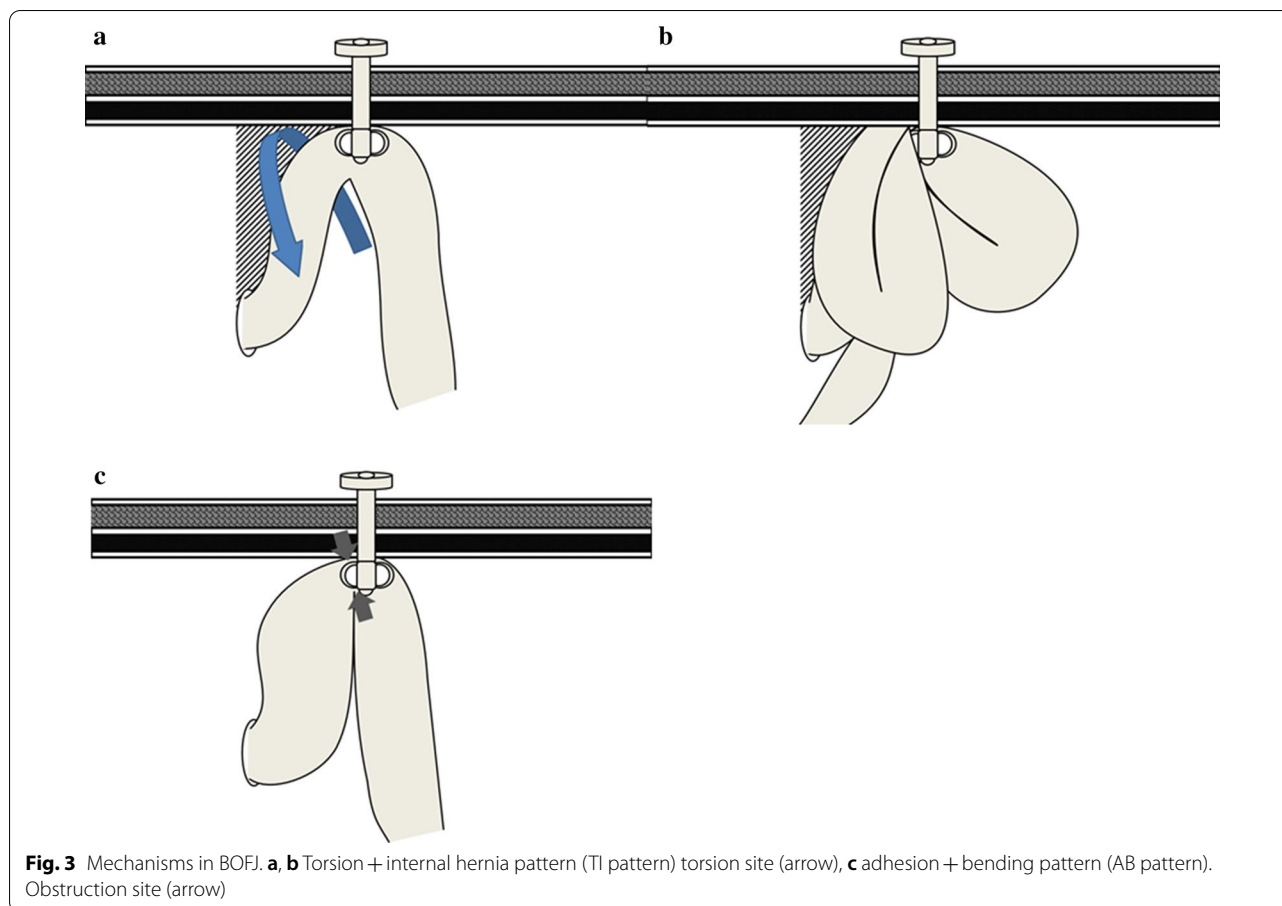 a
b
c
Fig. 3 Mechanisms in BOFJ. a, b Torsion + internal hernia pattern (TI pattern) torsion site (arrow), c adhesion + bending pattern (AB pattern).
Obstruction site (arrow)